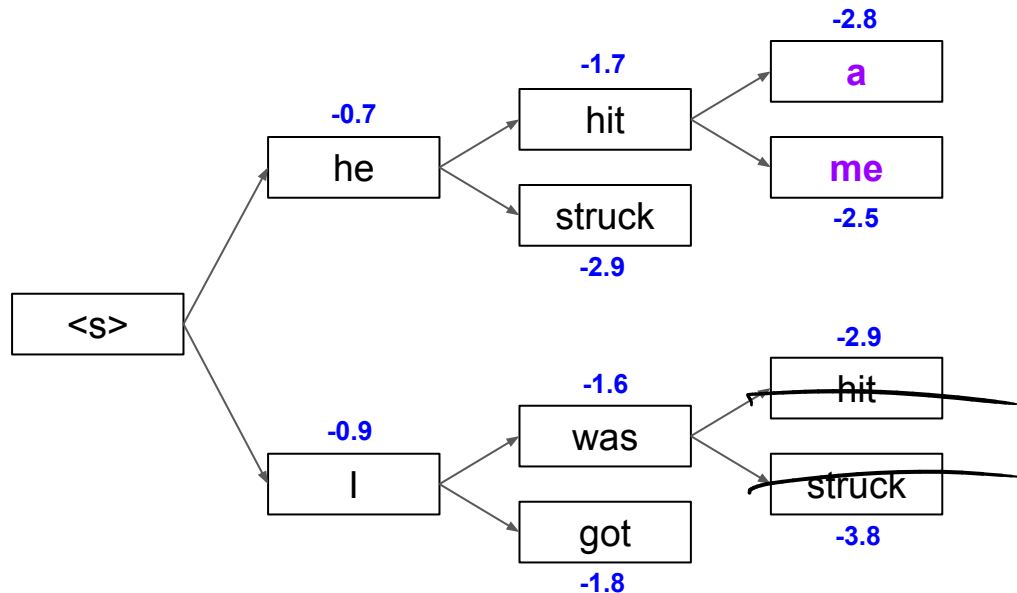 -2.8
a
-1.7
hit
-0.7
he
me
-2.5
struck
-2.9
<s>
-2.9
hit
-1.6
was
-0.9
I
struck
-3.8
got
-1.8